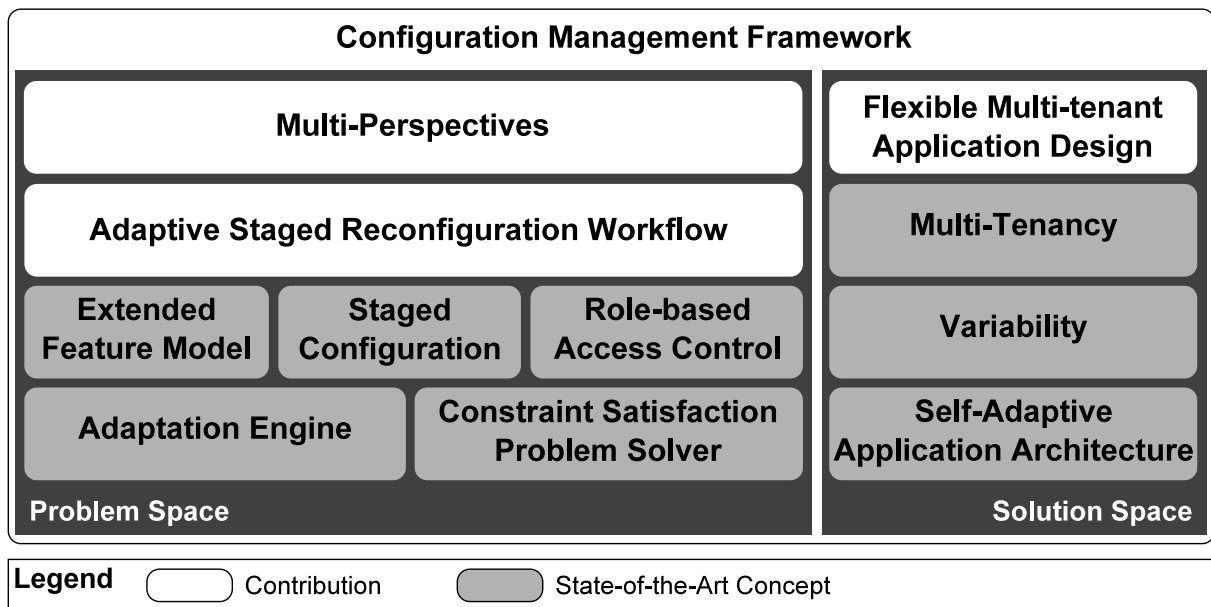 Configuration Management Framework
Multi-Perspectives
Adaptive Staged Reconfiguration Workflow
Extended
Feature Model
Staged
Configuration
Role-based
Access Control
Adaptation Engine
Constraint Satisfaction
Problem Solver
Problem Space
Flexible Multi-tenant
Application Design
Multi-Tenancy
Variability
Self-Adaptive
Application Architecture
Solution Space
Legend
Contribution
State-of-the-Art Concept